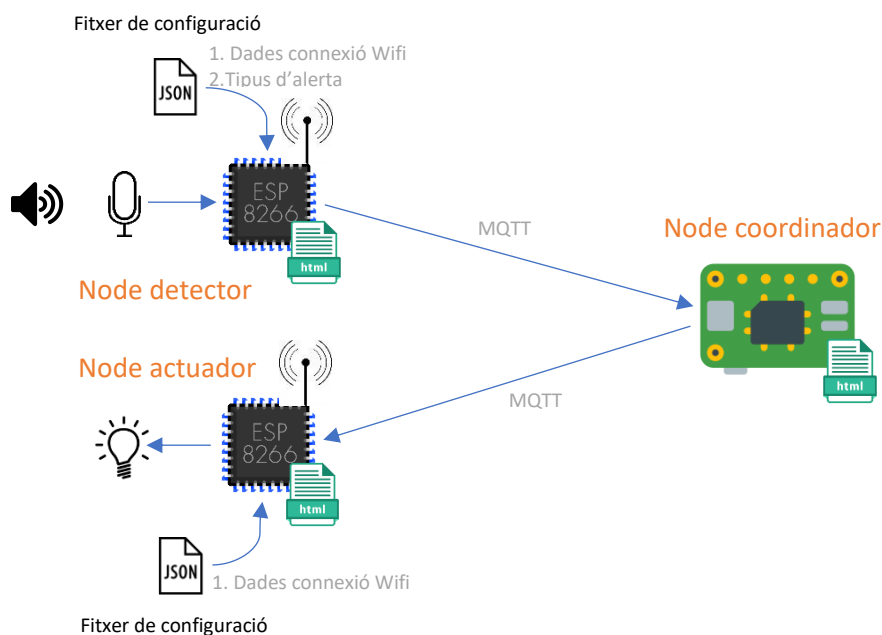 Fitxer de configuració
1. Dades connexió Wifi
2.Tipus d'alerta
JSON
ESP
8266
html
MQTT
Node coordinador
Node detector
html
Node actuador
MQTT
ESP
8266
html
JSON
1. Dades connexió Wifi
Fitxer de configuració